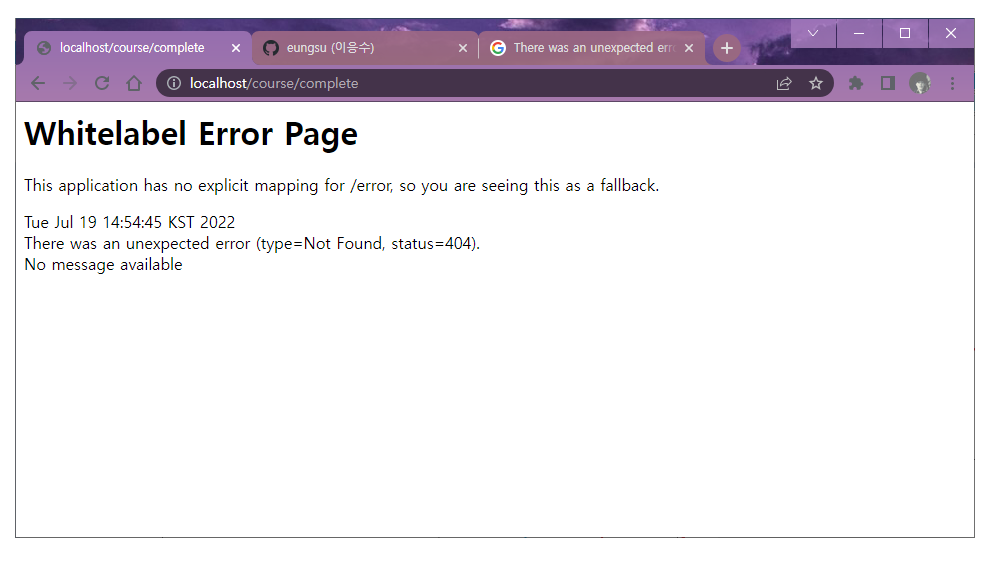 localhost/course/complete
eungsu (이응수)
There was an unexpected err
localhost/course/complete
Whitelabel Error Page
This application has no explicit mapping for /error, so you are seeing this as a fallback.
Tue Jul 19 14:54:45 KST 2022
There was an unexpected error (type=Not Found, status=404).
No message available